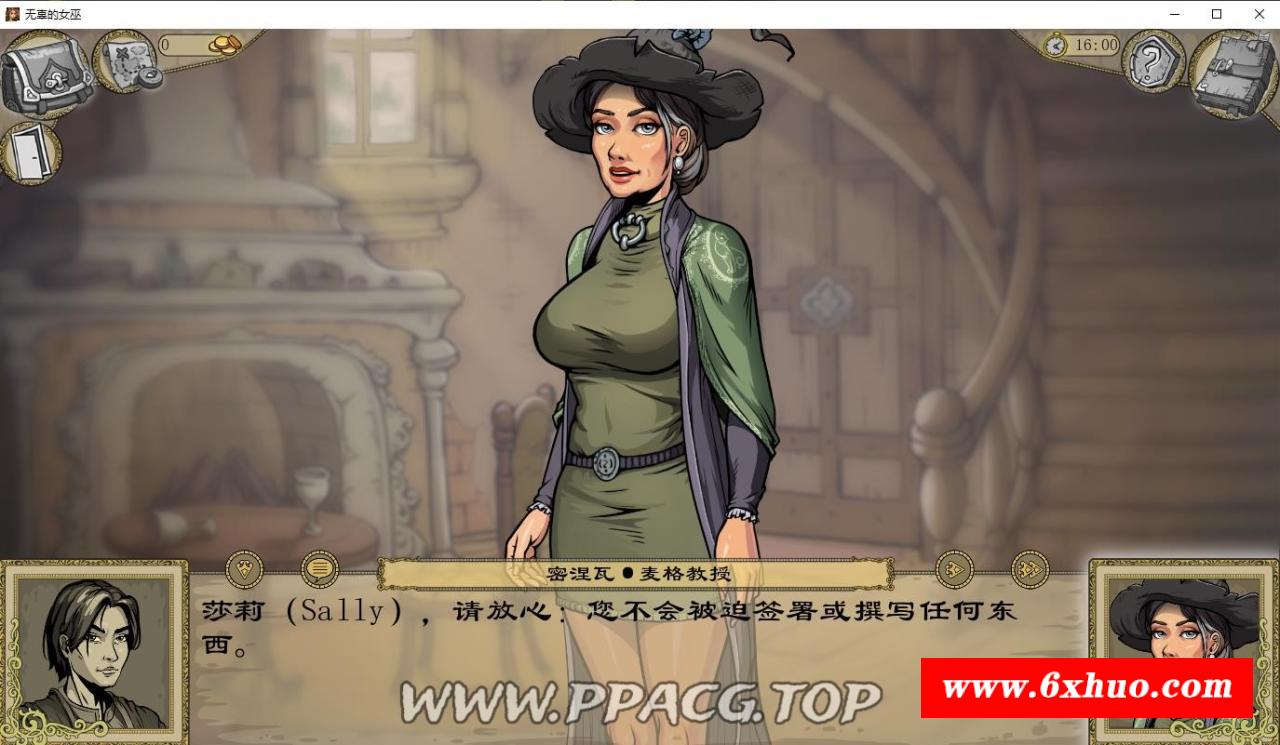 无辜的女巫
0
16:00
密涅瓦●麦格教授
莎莉（Sally），请放心：您不会被迫签署或撰写任何东
西。
WWW.PPACG.TOP
www.6xhuo.com